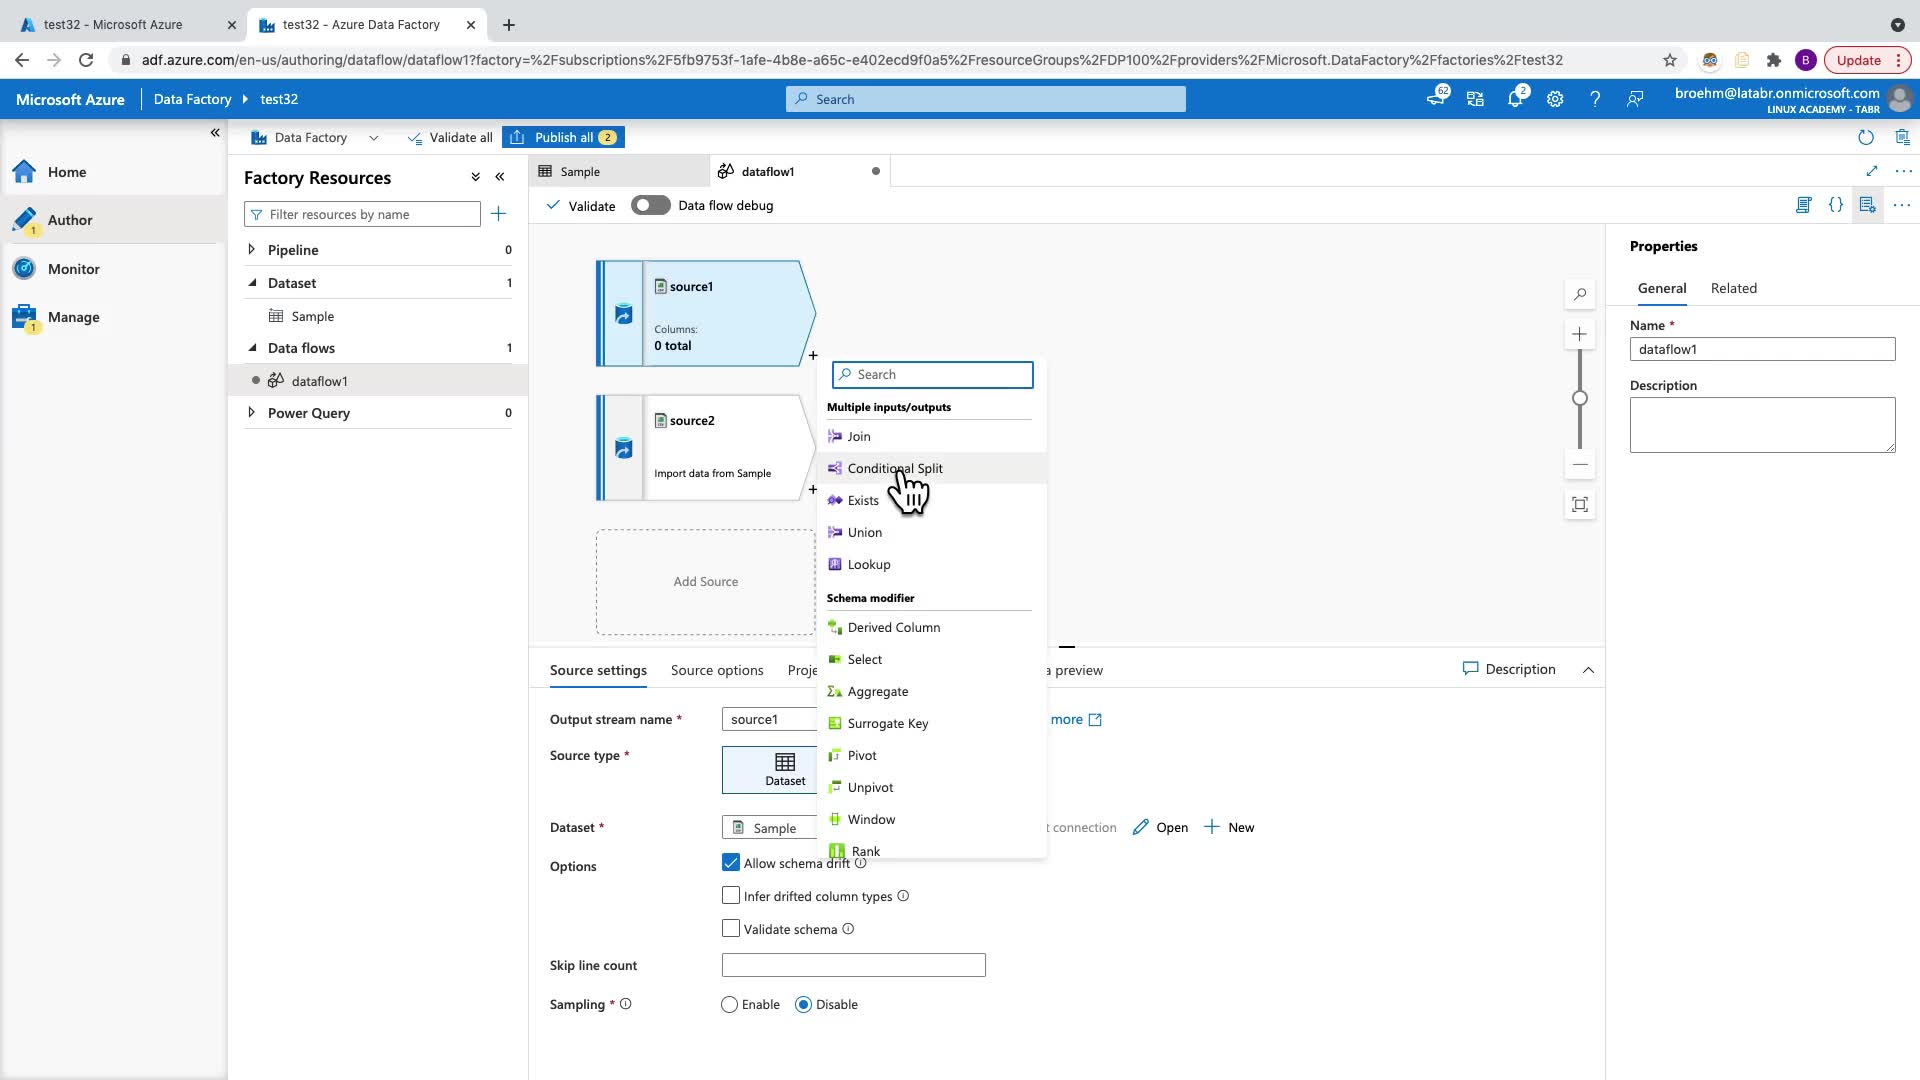 test32 - Microsoft Azure
test32 - Azure Data Factory
adf.azure.com/en-us/authoring/dataflow/dataflow1?factory=%2Fsubscriptions%2F5fb9753f-1afe-4b8e-a65c-e402ecd9f0a5%2FresourceGroups%2FDP100%2Fproviders%2FMicrosoft.DataFactory%2Ffactories%2Ftest32
B
Update
Microsoft Azure
Data Factory
test32
Search
62
2
broehm@latabr.onmicrosoft.com
LINUX ACADEMY - TABR
Home
Author
1
Monitor
Manage
1
Data Factory
Validate all
Publish all 2
Factory Resources
Filter resources by name
Pipeline 0
Dataset 1
Sample
Data flows 1
dataflow1
Power Query 0
Sample
dataflow1
Validate
Data flow debug
source1
Columns:
0 total
source2
Import data from Sample
Add Source
Search
Multiple inputs/outputs
Join
Conditional Split
Exists
Union
Lookup
Schema modifier
Derived Column
Select
Aggregate
Surrogate Key
Pivot
Unpivot
Window
Rank
Properties
General
Related
Name *
dataflow1
Description
Source settings
Source options
Proje
a preview
Description
Output stream name *
source1
more
Source type *
Dataset
Dataset *
Sample
t connection
Open
New
Options
Allow schema drift
Infer drifted column types
Validate schema
Skip line count
Sampling *
Enable
Disable